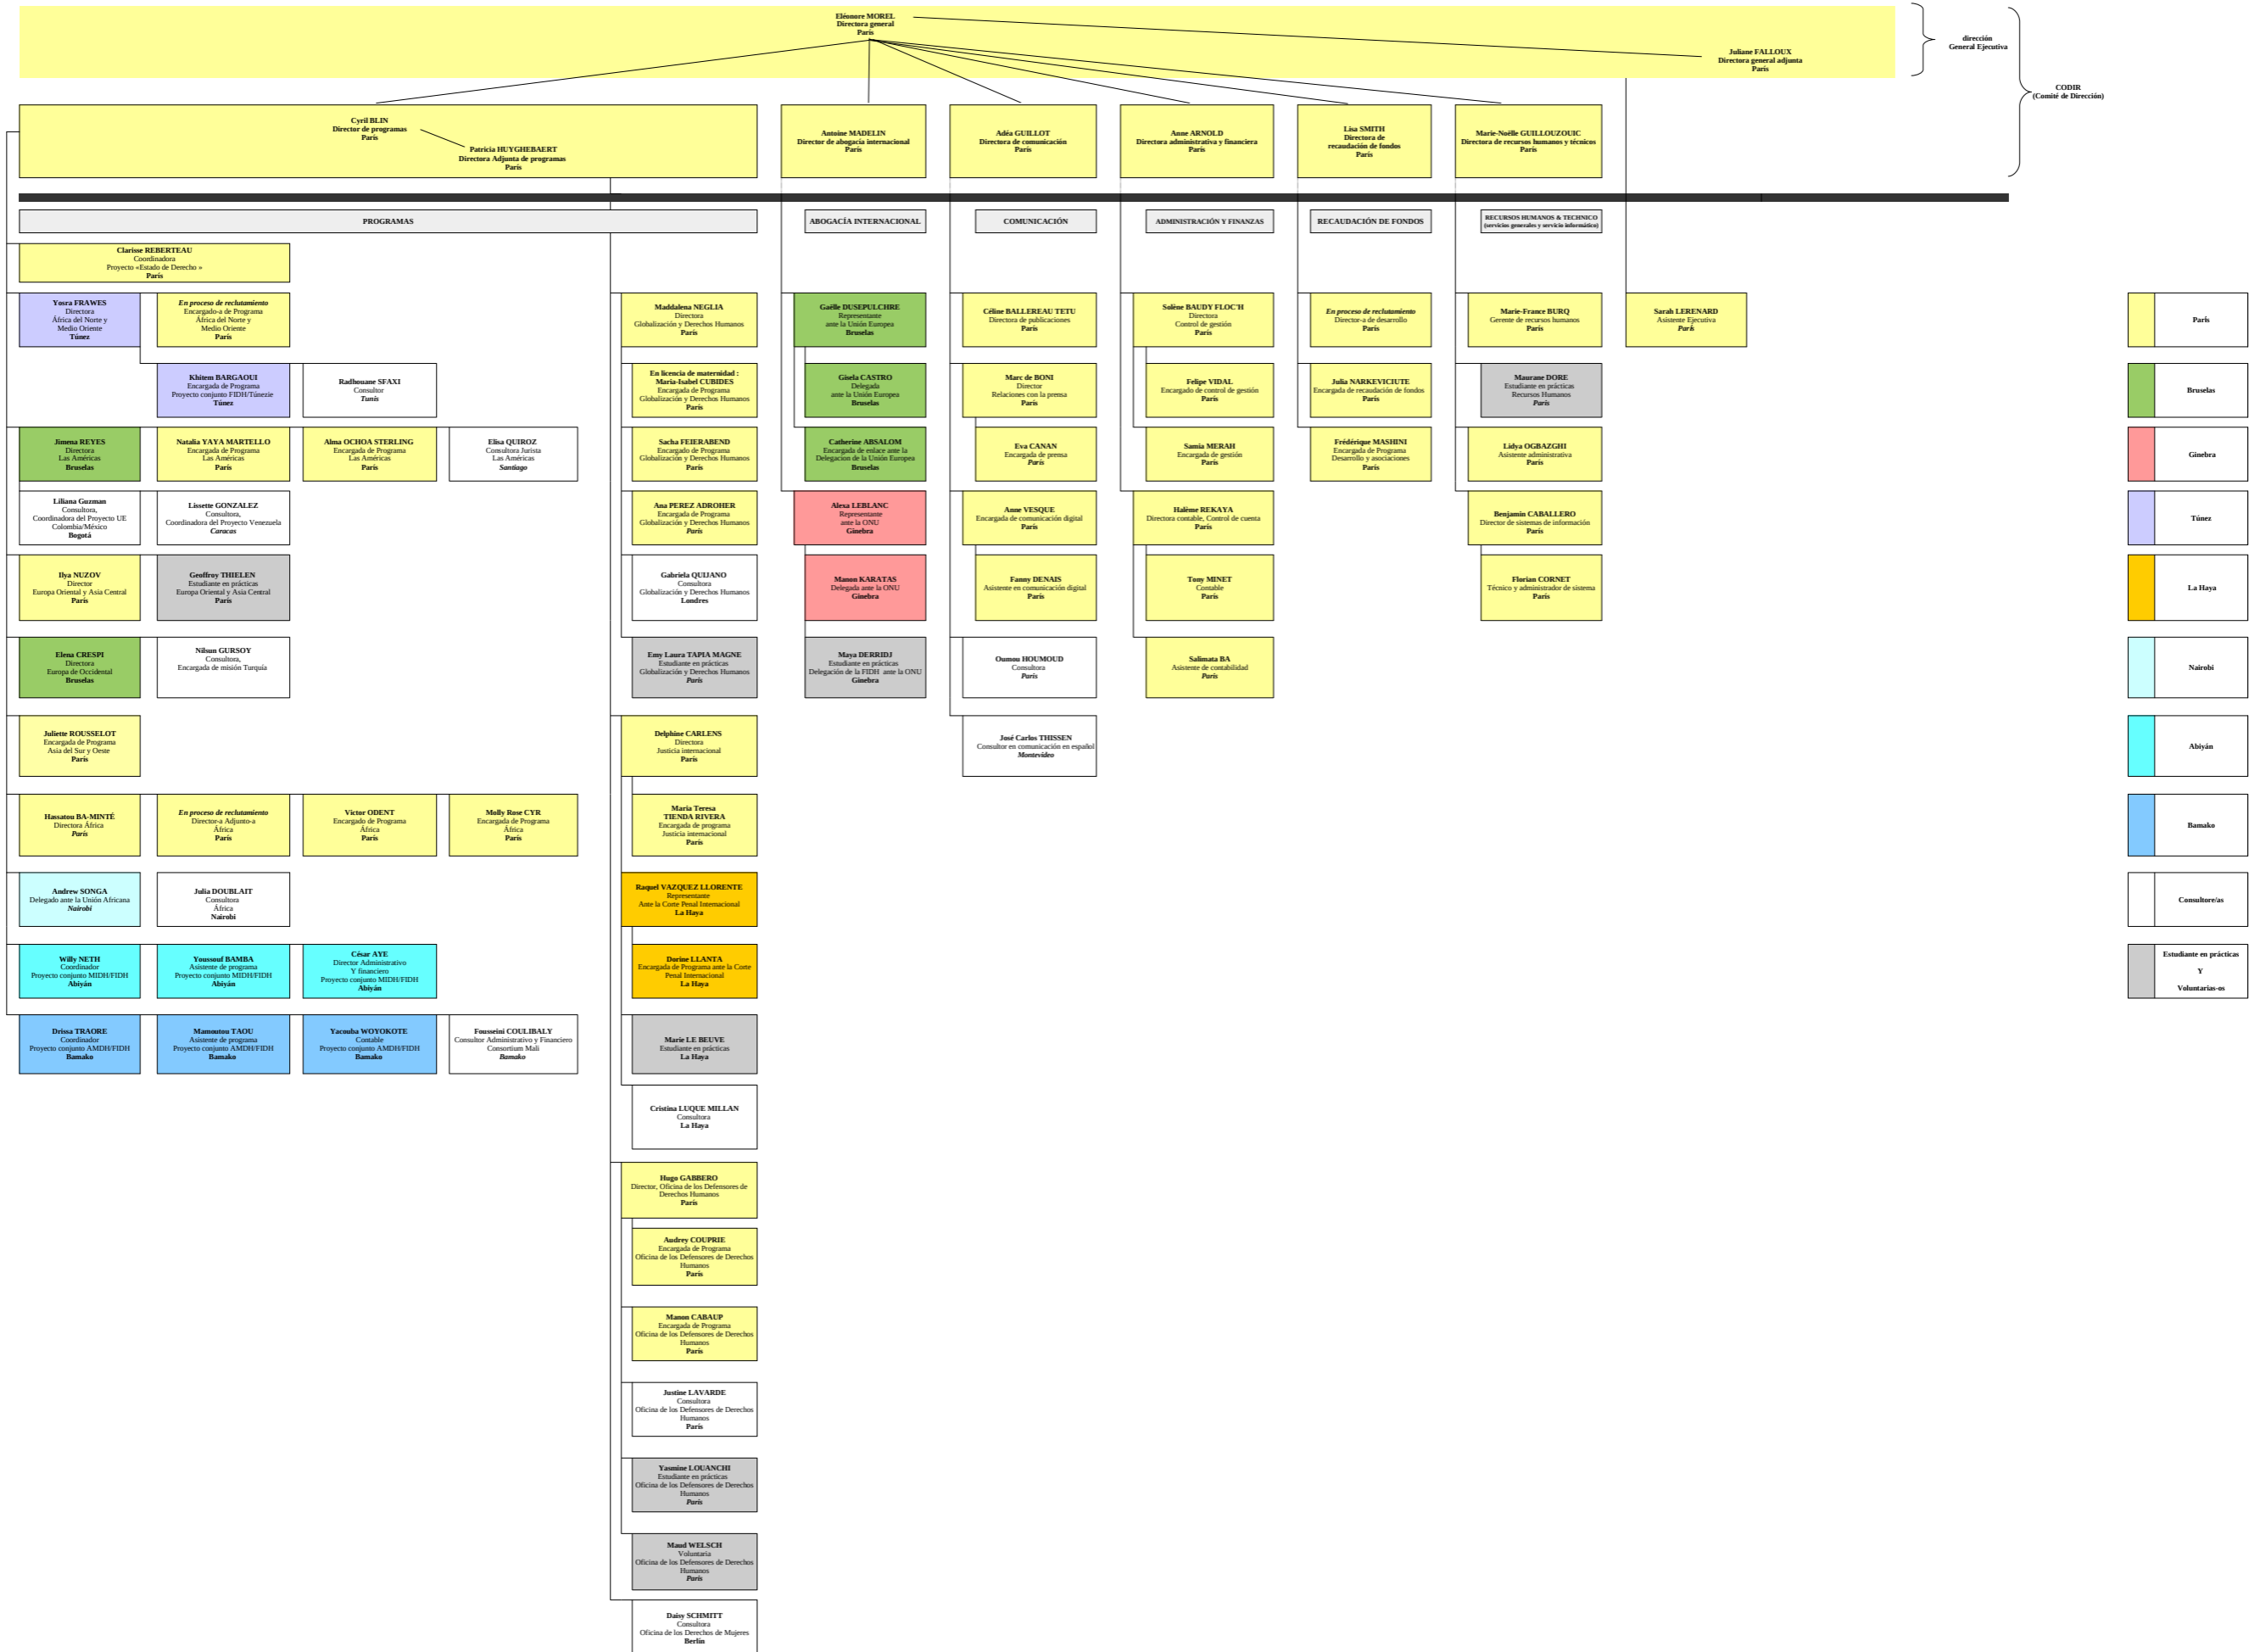 Eléonore MOREL
Directora general
París
Juliane FALLOUX
Directora general adjunta
París
dirección
General Ejecutiva
CODIR
(Comité de Dirección)
Cyril BLIN
Director de programas
París
Patricia HUYGHEBAERT
Directora Adjunta de programas
París
Antoine MADELIN
Director de abogacía internacional
París
Adéa GUILLOT
Directora de comunicación
París
Anne ARNOLD
Directora administrativa y financiera
París
Lisa SMITH
Directora de
recaudación de fondos
París
Marie-Noëlle GUILLOUZOUIC
Directora de recursos humanos y técnicos
París
PROGRAMAS
ABOGACÍA INTERNACIONAL
COMUNICACIÓN
ADMINISTRACIÓN Y FINANZAS
RECAUDACIÓN DE FONDOS
RECURSOS HUMANOS & TECHNICO
(servicios generales y servicio informático)
Clarisse REBERTEAU
Coordinadora
Proyecto «Estado de Derecho »
París
Yosra FRAWES
Directora
África del Norte y
Medio Oriente
Túnez
En proceso de reclutamiento
Encargado-a de Programa
África del Norte y
Medio Oriente
París
Maddalena NEGLIA
Directora
Globalización y Derechos Humanos
París
Gaëlle DUSEPULCHRE
Representante
ante la Unión Europea
Bruselas
Céline BALLEREAU TETU
Directora de publicaciones
París
Solène BAUDY FLOC'H
Directora
Control de gestión
París
En proceso de reclutamiento
Director-a de desarrollo
París
Marie-France BURQ
Gerente de recursos humanos
París
Sarah LERENARD
Asistente Ejecutiva
París
París
Khitem BARGAOUI
Encargada de Programa
Proyecto conjunto FIDH/Túnezie
Túnez
Radhouane SFAXI
Consultor
Tunis
En licencia de maternidad :
Maria-Isabel CUBIDES
Encargada de Programa
Globalización y Derechos Humanos
París
Gisela CASTRO
Delegada
ante la Unión Europea
Bruselas
Marc de BONI
Director
Relaciones con la prensa
París
Felipe VIDAL
Encargado de control de gestión
París
Julia NARKEVICIUTE
Encargada de recaudación de fondos
París
Maurane DORE
Estudiante en prácticas
Recursos Humanos
París
Bruselas
Jimena REYES
Directora
Las Américas
Bruselas
Natalia YAYA MARTELLO
Encargada de Programa
Las Américas
París
Alma OCHOA STERLING
Encargada de Programa
Las Américas
París
Elisa QUIROZ
Consultora Jurista
Las Américas
Santiago
Sacha FEIERABEND
Encargado de Programa
Globalización y Derechos Humanos
París
Catherine ABSALOM
Encargada de enlace ante la
Delegacion de la Unión Europea
Bruselas
Eva CANAN
Encargada de prensa
París
Samia MERAH
Encargada de gestión
París
Frédérique MASHINI
Encargada de Programa
Desarrollo y asociaciones
París
Lidya OGBAZGHI
Asistente administrativa
París
Ginebra
Liliana Guzman
Consultora,
Coordinadora del Proyecto UE
Colombia/México
Bogotá
Lissette GONZALEZ
Consultora,
Coordinadora del Proyecto Venezuela
Caracas
Ana PEREZ ADROHER
Encargada de Programa
Globalización y Derechos Humanos
París
Alexa LEBLANC
Representante
ante la ONU
Ginebra
Anne VESQUE
Encargada de comunicación digital
París
Halème REKAYA
Directora contable, Control de cuenta
París
Benjamin CABALLERO
Director de sistemas de información
París
Túnez
Ilya NUZOV
Director
Europa Oriental y Asia Central
París
Geoffroy THIELEN
Estudiante en prácticas
Europa Oriental y Asia Central
París
Gabriela QUIJANO
Consultora
Globalización y Derechos Humanos
Londres
Manon KARATAS
Delegada ante la ONU
Ginebra
Fanny DENAIS
Asistente en comunicación digital
París
Tony MINET
Contable
París
Florian CORNET
Técnico y administrador de sistema
París
La Haya
Elena CRESPI
Directora
Europa de Occidental
Bruselas
Nilsun GURSOY
Consultora,
Encargada de misión Turquía
Emy Laura TAPIA MAGNE
Estudiante en prácticas
Globalización y Derechos Humanos
París
Maya DERRIDJ
Estudiante en prácticas
Delegación de la FIDH ante la ONU
Ginebra
Oumou HOUMOUD
Consultora
París
Salimata BA
Asistente de contabilidad
París
Nairobi
Juliette ROUSSELOT
Encargada de Programa
Asia del Sur y Oeste
París
Delphine CARLENS
Directora
Justicia internacional
París
José Carlos THISSEN
Consultor en comunicación en español
Montevideo
Abiyán
Hassatou BA-MINTÉ
Directora África
París
En proceso de reclutamiento
Director-a Adjunto-a
África
París
Victor ODENT
Encargado de Programa
África
París
Molly Rose CYR
Encargada de Programa
África
París
María Teresa
TIENDA RIVERA
Encargada de programa
Justicia internacional
París
Bamako
Andrew SONGA
Delegado ante la Unión Africana
Nairobi
Julia DOUBLAIT
Consultora
África
Nairobi
Raquel VAZQUEZ LLORENTE
Representante
Ante la Corte Penal Internacional
La Haya
Consultore/as
Willy NETH
Coordinador
Proyecto conjunto MIDH/FIDH
Abiyán
Youssouf BAMBA
Asistente de programa
Proyecto conjunto MIDH/FIDH
Abiyán
César AYE
Director Administrativo
Y financiero
Proyecto conjunto MIDH/FIDH
Abiyán
Dorine LLANTA
Encargada de Programa ante la Corte
Penal Internacional
La Haya
Estudiante en prácticas
Y
Voluntarias-os
Drissa TRAORE
Coordinador
Proyecto conjunto AMDH/FIDH
Bamako
Mamoutou TAOU
Asistente de programa
Proyecto conjunto AMDH/FIDH
Bamako
Yacouba WOYOKOTE
Contable
Proyecto conjunto AMDH/FIDH
Bamako
Fousseini COULIBALY
Consultor Administrativo y Financiero
Consortium Mali
Bamako
Marie LE BEUVE
Estudiante en prácticas
La Haya
Cristina LUQUE MILLAN
Consultora
La Haya
Hugo GABBERO
Director, Oficina de los Defensores de
Derechos Humanos
París
Audrey COUPRIE
Encargada de Programa
Oficina de los Defensores de Derechos
Humanos
París
Manon CABAUP
Encargada de Programa
Oficina de los Defensores de Derechos
Humanos
París
Justine LAVARDE
Consultora
Oficina de los Defensores de Derechos
Humanos
París
Yasmine LOUANCHI
Estudiante en prácticas
Oficina de los Defensores de Derechos
Humanos
París
Maud WELSCH
Voluntaria
Oficina de los Defensores de Derechos
Humanos
París
Daisy SCHMITT
Consultora
Oficina de los Derechos de Mujeres
Berlín